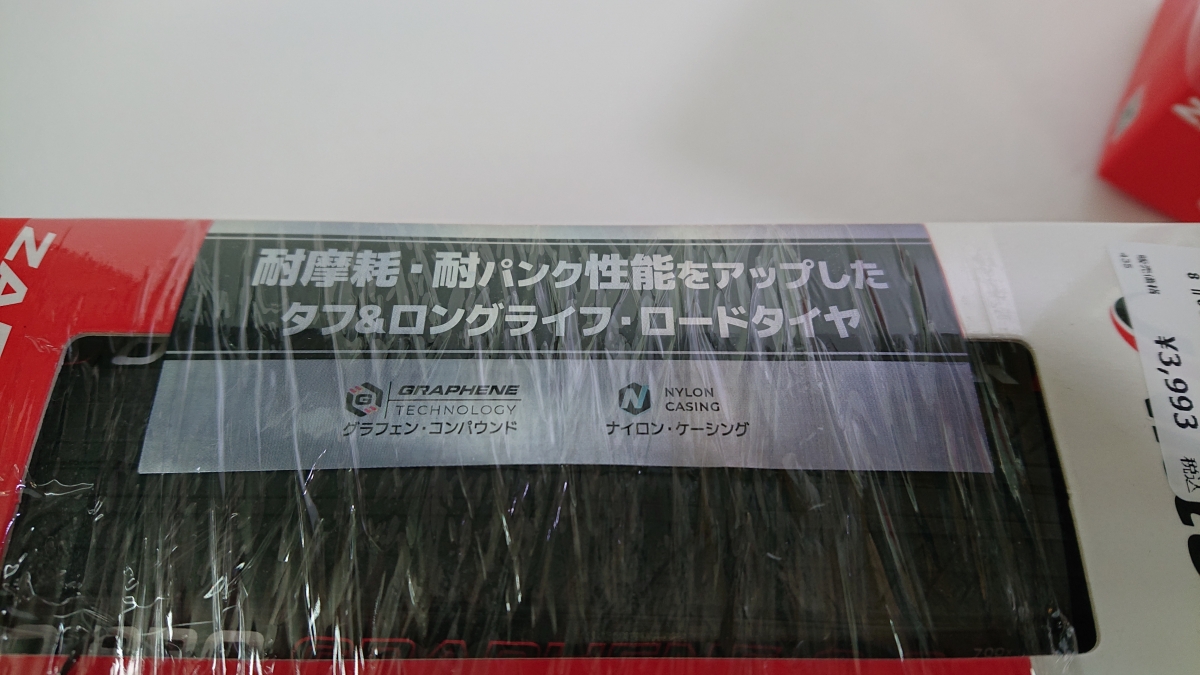 耐摩耗・耐パンク性能をアップした
タフ&ロングライフ・ロードタイヤ
GRAPHENE
TECHNOLOGY
グラフェン・コンパウンド
NYLON
CASING
ナイロン・ケーシング
¥3,993 税込
ZA